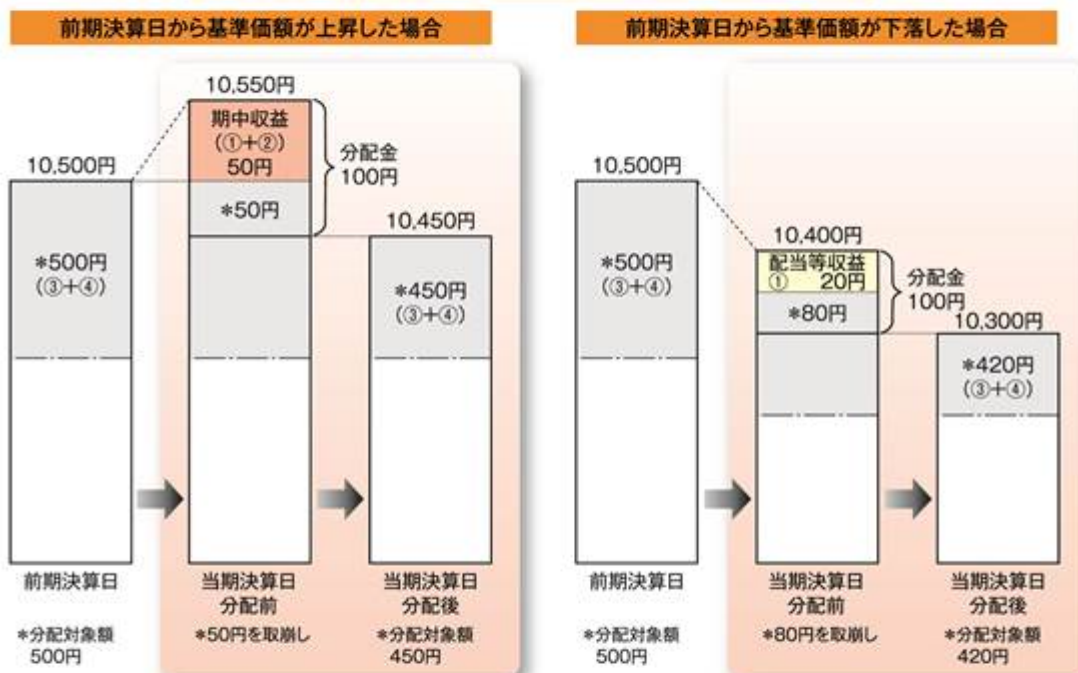 前期決算日から基準価額が上昇した場合
10,550円
期中収益
(①+②)
50円
分配金
100円
10,500円
*50円
10,450円
*500円
(③+④)
*450円
(③+④)
前期決算日
当期決算日
分配前
当期決算日
分配後
*分配対象額
500円
*50円を取崩し
*分配対象額
450円
前期決算日から基準価額が下落した場合
10,500円
10,400円
配当等収益
① 20円
分配金
100円
*500円
(③+④)
*80円
10,300円
*420円
(③+④)
前期決算日
当期決算日
分配前
当期決算日
分配後
*分配対象額
500円
*80円を取崩し
*分配対象額
420円